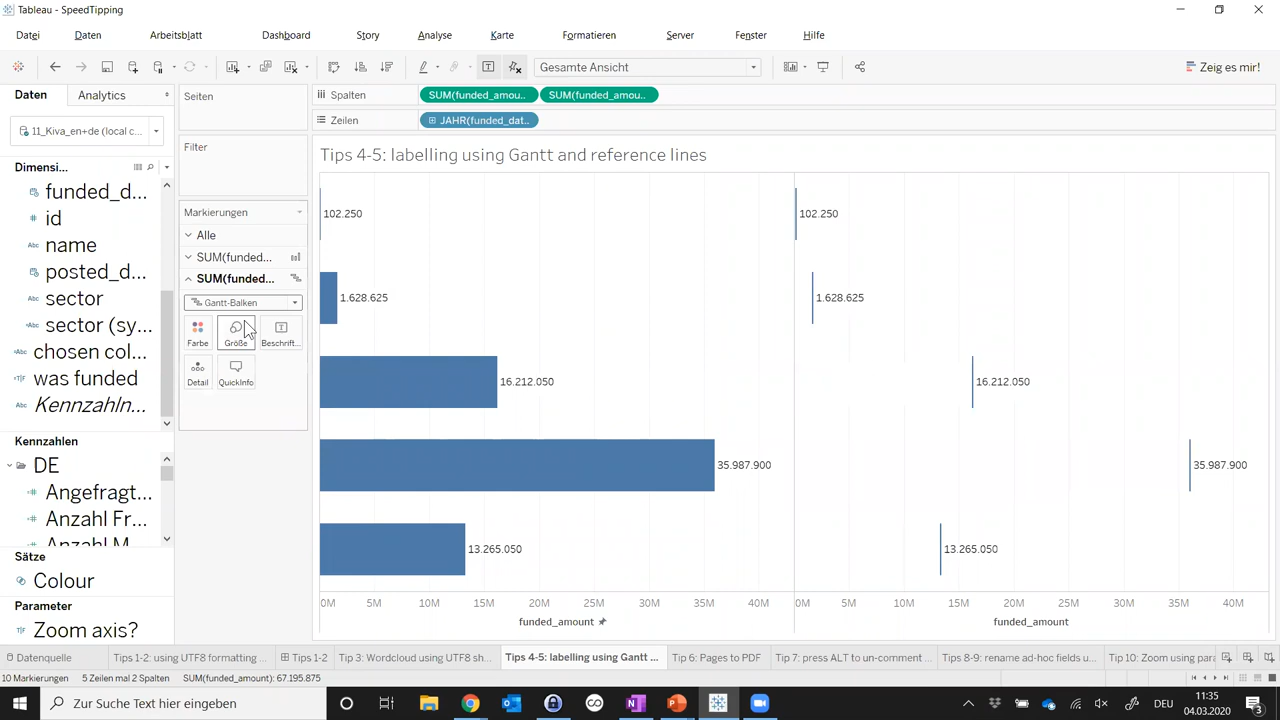 Tableau - SpeedTipping
Datei Daten Arbeitsblatt Dashboard Story Analyse Karte Formatieren Server Fenster Hilfe
Gesamte Ansicht
Zeig es mir!
Daten Analytics
11_Kiva_en+de (local c...
Dimensi...
funded_d...
id
name
posted_d...
sector
sector (sy...
chosen col...
was funded
KennzahIn...
Kennzahlen
DE
Angefragt...
Anzahl Fr...
Anzahl M...
Sätze
Colour
Parameter
Zoom axis?
Seiten
Filter
Markierungen
Alle
SUM(funded...
SUM(funded...
Gantt-Balken
Farbe Größe Beschrift...
Detail QuickInfo
Spalten SUM(funded_amou.. SUM(funded_amou..
Zeilen JAHR(funded_dat..
Tips 4-5: labelling using Gantt and reference lines
102.250 102.250
1.628.625 1.628.625
16.212.050 16.212.050
35.987.900 35.987.900
13.265.050 13.265.050
0M 5M 10M 15M 20M 25M 30M 35M 40M 0M 5M 10M 15M 20M 25M 30M 35M 40M
funded_amount funded_amount
Datenquelle Tips 1-2: using UTF8 formatting ... Tips 1-2 Tip 3: Wordcloud using UTF8 sh... Tips 4-5: labelling using Gantt ... Tip 6: Pages to PDF Tip 7: press ALT to un-comment ... Tips 8-9: rename ad-hoc fields u... Tip 10: Zoom using para
10 Markierungen 5 Zeilen mal 2 Spalten SUM(funded_amount): 67.195.875
Zur Suche Text hier eingeben
DEU
11:35
04.03.2020
3